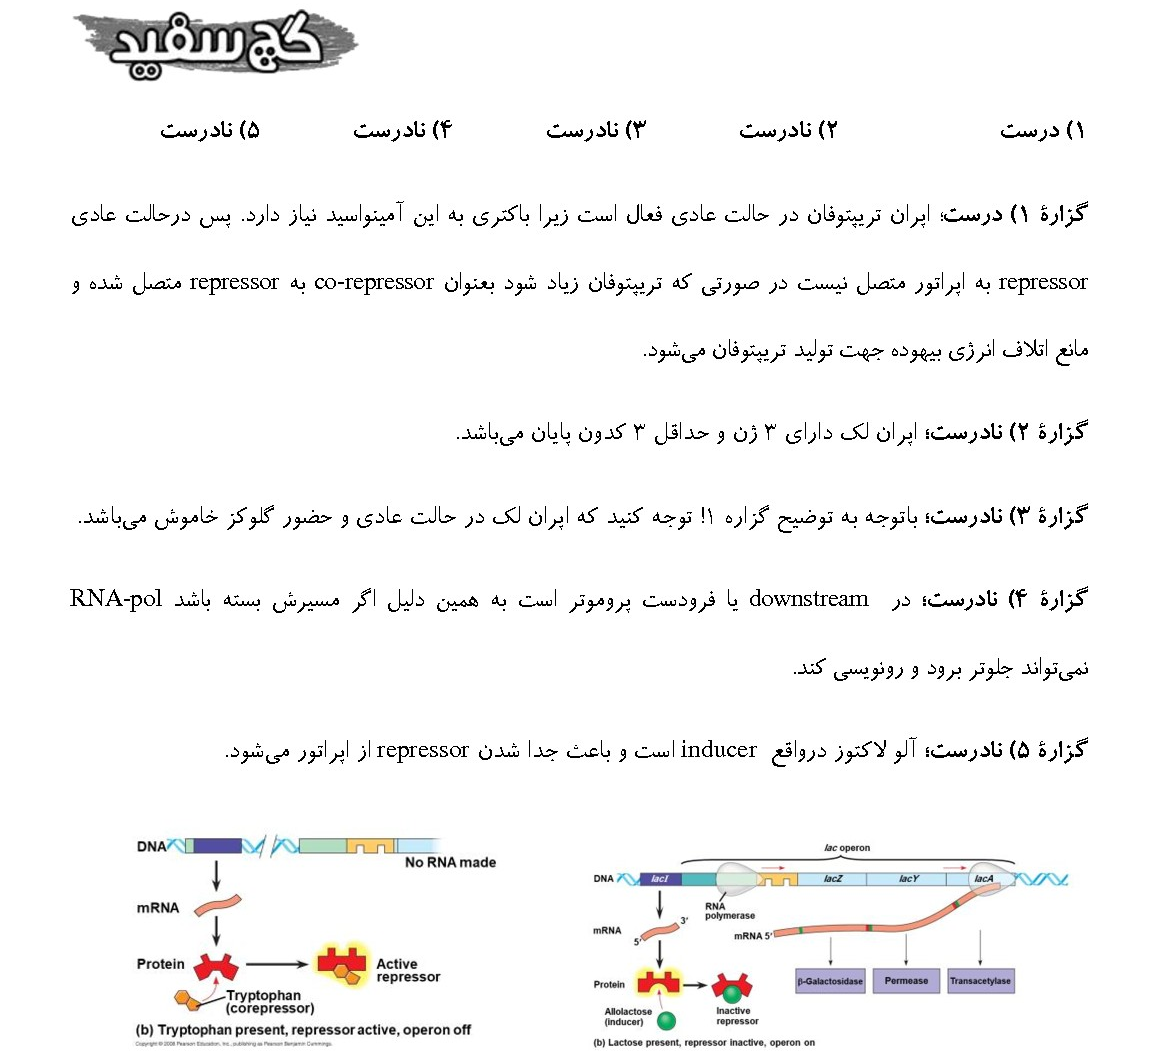 گچ سفید
۱) درست ۲) نادرست ۳) نادرست ۴) نادرست ۵) نادرست
گزارهٔ ۱) درست؛ اپران تریپتوفان در حالت عادی فعال است زیرا باکتری به این آمینواسید نیاز دارد. پس درحالت عادی
repressor به اپراتور متصل نیست در صورتی که تریپتوفان زیاد شود بعنوان co-repressor به repressor متصل شده و
مانع اتلاف انرژی بیهوده جهت تولید تریپتوفان می‌شود.
گزارهٔ ۲) نادرست؛ اپران لک دارای ۳ ژن و حداقل ۳ کدون پایان می‌باشد.
گزارهٔ ۳) نادرست؛ باتوجه به توضیح گزاره ۱! توجه کنید که اپران لک در حالت عادی و حضور گلوکز خاموش می‌باشد.
گزارهٔ ۴) نادرست؛ در downstream یا فرودست پروموتر است به همین دلیل اگر مسیرش بسته باشد RNA-pol
نمی‌تواند جلوتر برود و رونویسی کند.
گزارهٔ ۵) نادرست؛ آلو لاکتوز درواقع inducer است و باعث جدا شدن repressor از اپراتور می‌شود.
DNA
No RNA made
mRNA
Protein
Active
repressor
Tryptophan
(corepressor)
(b) Tryptophan present, repressor active, operon off
Copyright © 2008 Pearson Education, Inc., publishing as Pearson Benjamin Cummings.
lac operon
DNA lacI lacZ lacY lacA
RNA
polymerase
mRNA 5' 3'
mRNA 5'
Protein
β-Galactosidase Permease Transacetylase
Allolactose
(inducer)
Inactive
repressor
(b) Lactose present, repressor inactive, operon on